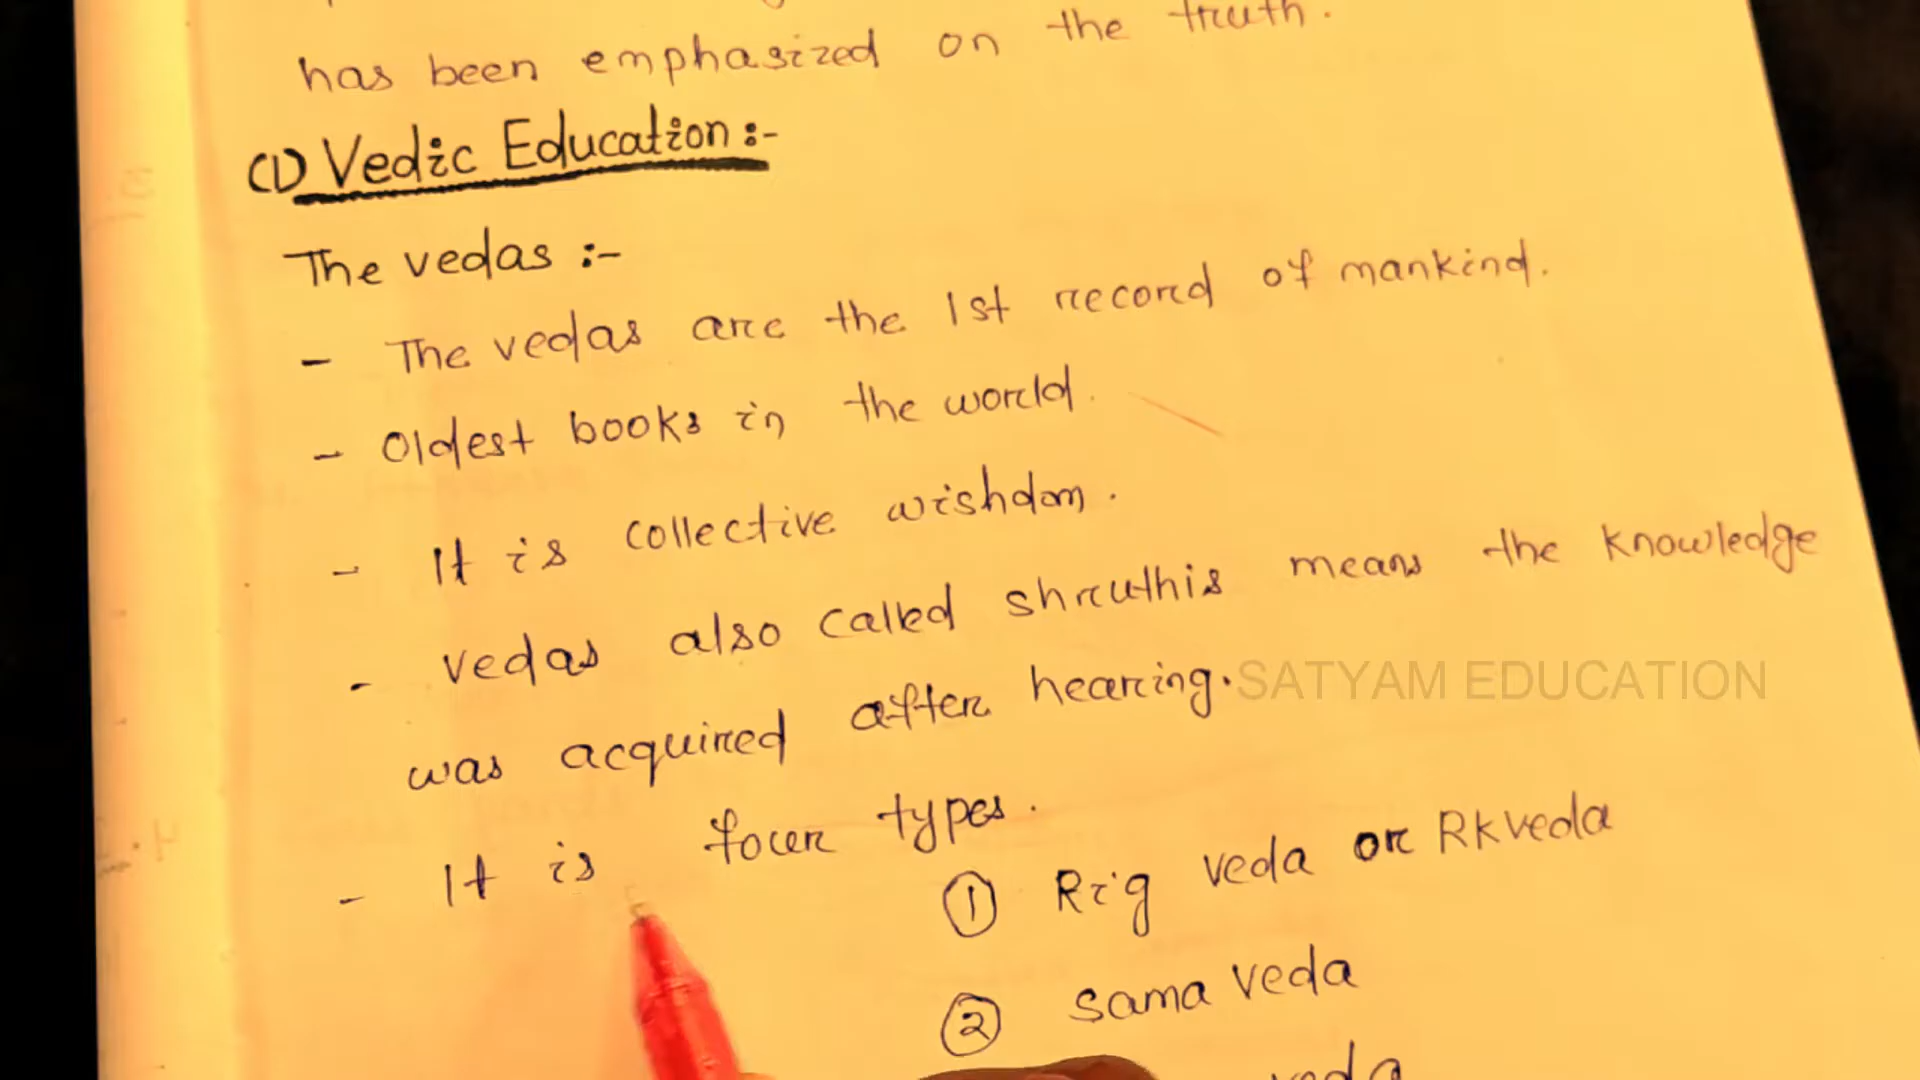 has been emphasized on the truth.
(1) Vedic Education :-
The vedas :-
- The vedas are the 1st record of mankind.
- Oldest books in the world.
- It is collective wishdom.
- vedas also called shruthis means the knowledge
was acquired after hearing.
SATYAM EDUCATION
- It is four types.
① Rig veda or Rkveda
② Sama veda
veda